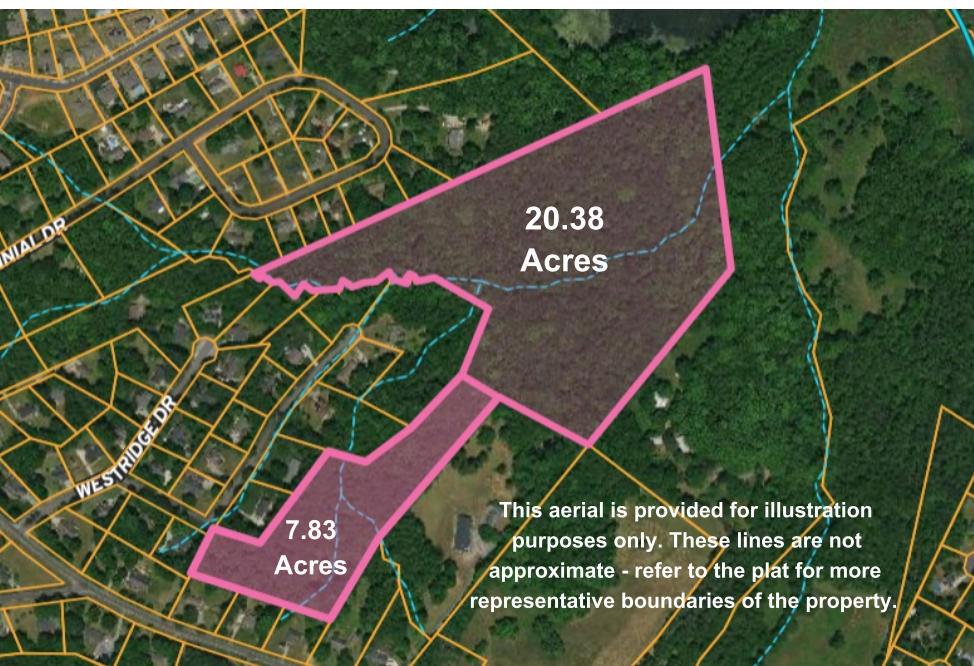 20.38
Acres
NIAL DR
WESTRIDGE DR
7.83
Acres
This aerial is provided for illustration
purposes only. These lines are not
approximate - refer to the plat for more
representative boundaries of the property.